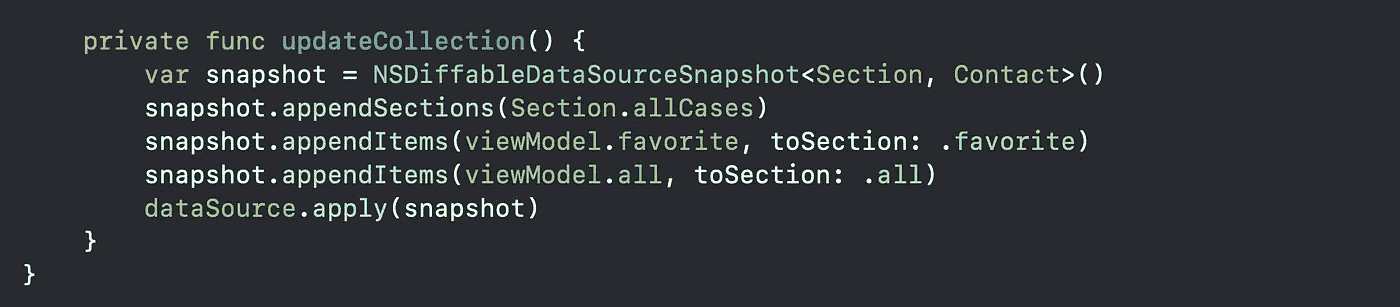 private func updateCollection() {
var snapshot = NSDiffableDataSourceSnapshot<Section, Contact>()
snapshot.appendSections(Section.allCases)
snapshot.appendItems(viewModel.favorite, toSection: .favorite)
snapshot.appendItems(viewModel.all, toSection: .all)
dataSource.apply(snapshot)
}
}